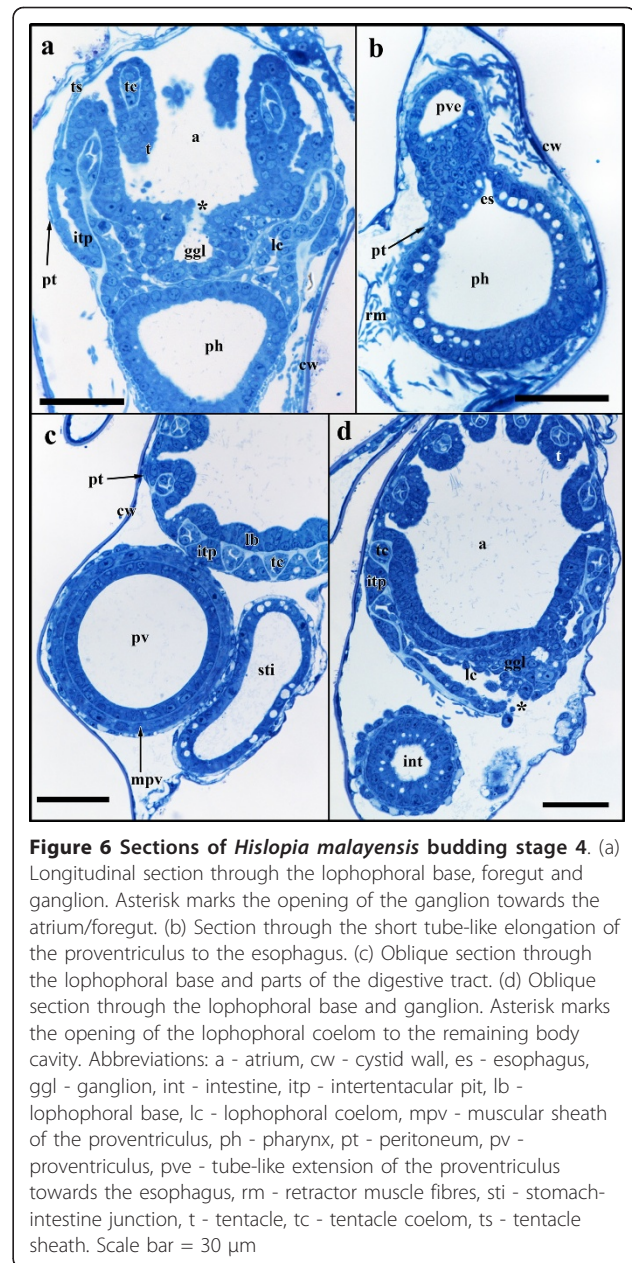 a
ts
tc
t
a
*
itp
ggl
lc
pt
ph
cw
b
pve
cw
es
pt
ph
rm
c
pt
cw
lb
itp
tc
pv
sti
mpv
d
t
a
tc
itp
ggl
lc
*
int
Figure 6 Sections of Hislopia malayensis budding stage 4. (a)
Longitudinal section through the lophophoral base, foregut and
ganglion. Asterisk marks the opening of the ganglion towards the
atrium/foregut. (b) Section through the short tube-like elongation of
the proventriculus to the esophagus. (c) Oblique section through
the lophophoral base and parts of the digestive tract. (d) Oblique
section through the lophophoral base and ganglion. Asterisk marks
the opening of the lophophoral coelom to the remaining body
cavity. Abbreviations: a - atrium, cw - cystid wall, es - esophagus,
ggl - ganglion, int - intestine, itp - intertentacular pit, lb -
lophophoral base, lc - lophophoral coelom, mpv - muscular sheath
of the proventriculus, ph - pharynx, pt - peritoneum, pv -
proventriculus, pve - tube-like extension of the proventriculus
towards the esophagus, rm - retractor muscle fibres, sti - stomach-
intestine junction, t - tentacle, tc - tentacle coelom, ts - tentacle
sheath. Scale bar = 30 μm